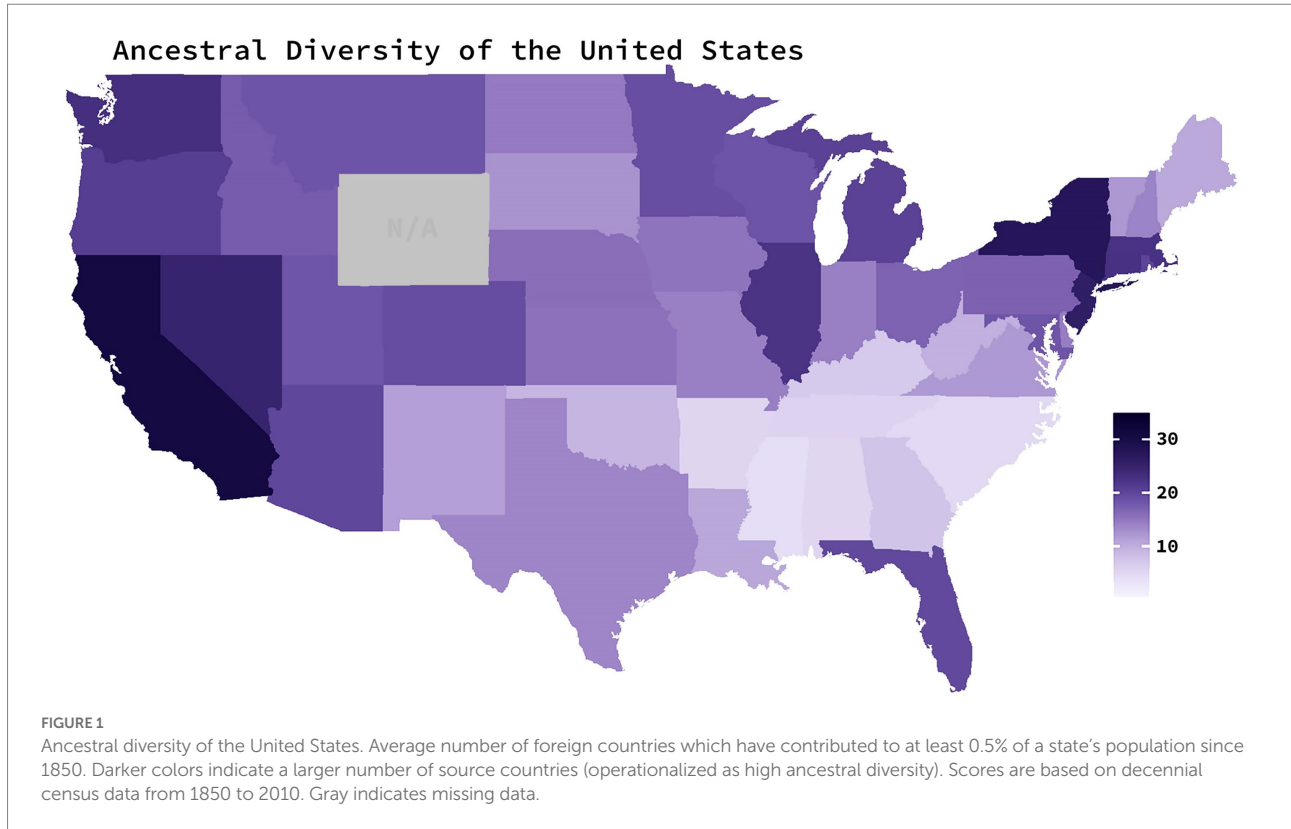 Ancestral Diversity of the United States
N/A
30
20
10
FIGURE 1
Ancestral diversity of the United States. Average number of foreign countries which have contributed to at least 0.5% of a state’s population since
1850. Darker colors indicate a larger number of source countries (operationalized as high ancestral diversity). Scores are based on decennial
census data from 1850 to 2010. Gray indicates missing data.